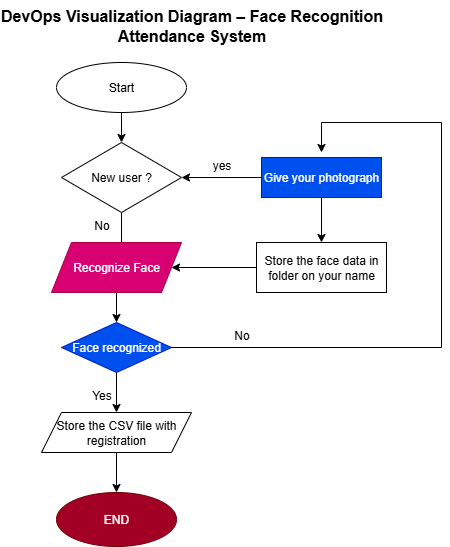 DevOps Visualization Diagram – Face Recognition
Attendance System
Start
New user ?
yes
Give your photograph
No
Recognize Face
Store the face data in
folder on your name
Face recognized
No
Yes
Store the CSV file with
registration
END